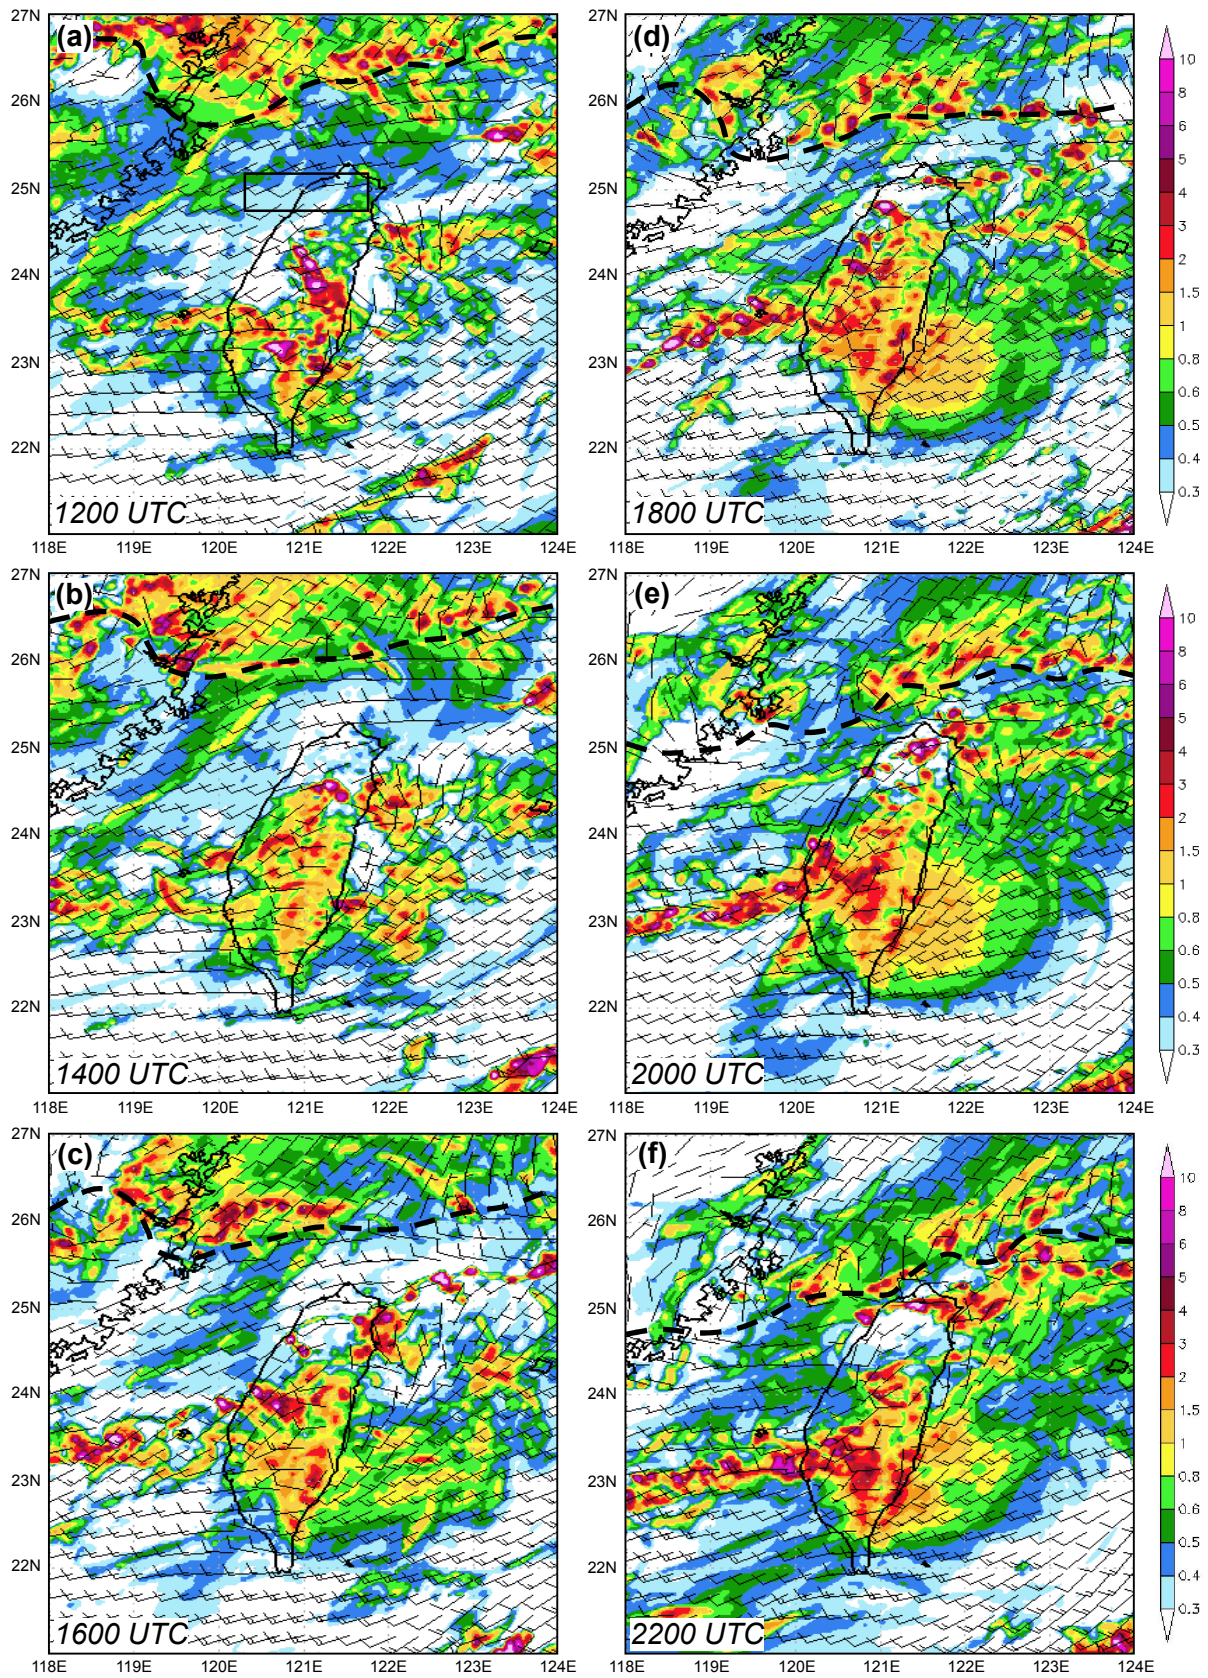 27N
(a)
26N
25N
24N
23N
22N
1200 UTC
118E 119E 120E 121E 122E 123E 124E
27N
(d)
26N
25N
24N
23N
22N
1800 UTC
118E 119E 120E 121E 122E 123E 124E
10
8
6
5
4
3
2
1.5
1
0.8
0.6
0.5
0.4
0.3
27N
(b)
26N
25N
24N
23N
22N
1400 UTC
118E 119E 120E 121E 122E 123E 124E
27N
(e)
26N
25N
24N
23N
22N
2000 UTC
118E 119E 120E 121E 122E 123E 124E
10
8
6
5
4
3
2
1.5
1
0.8
0.6
0.5
0.4
0.3
27N
(c)
26N
25N
24N
23N
22N
1600 UTC
118E 119E 120E 121E 122E 123E 124E
27N
(f)
26N
25N
24N
23N
22N
2200 UTC
118E 119E 120E 121E 122E 123E 124E
10
8
6
5
4
3
2
1.5
1
0.8
0.6
0.5
0.4
0.3